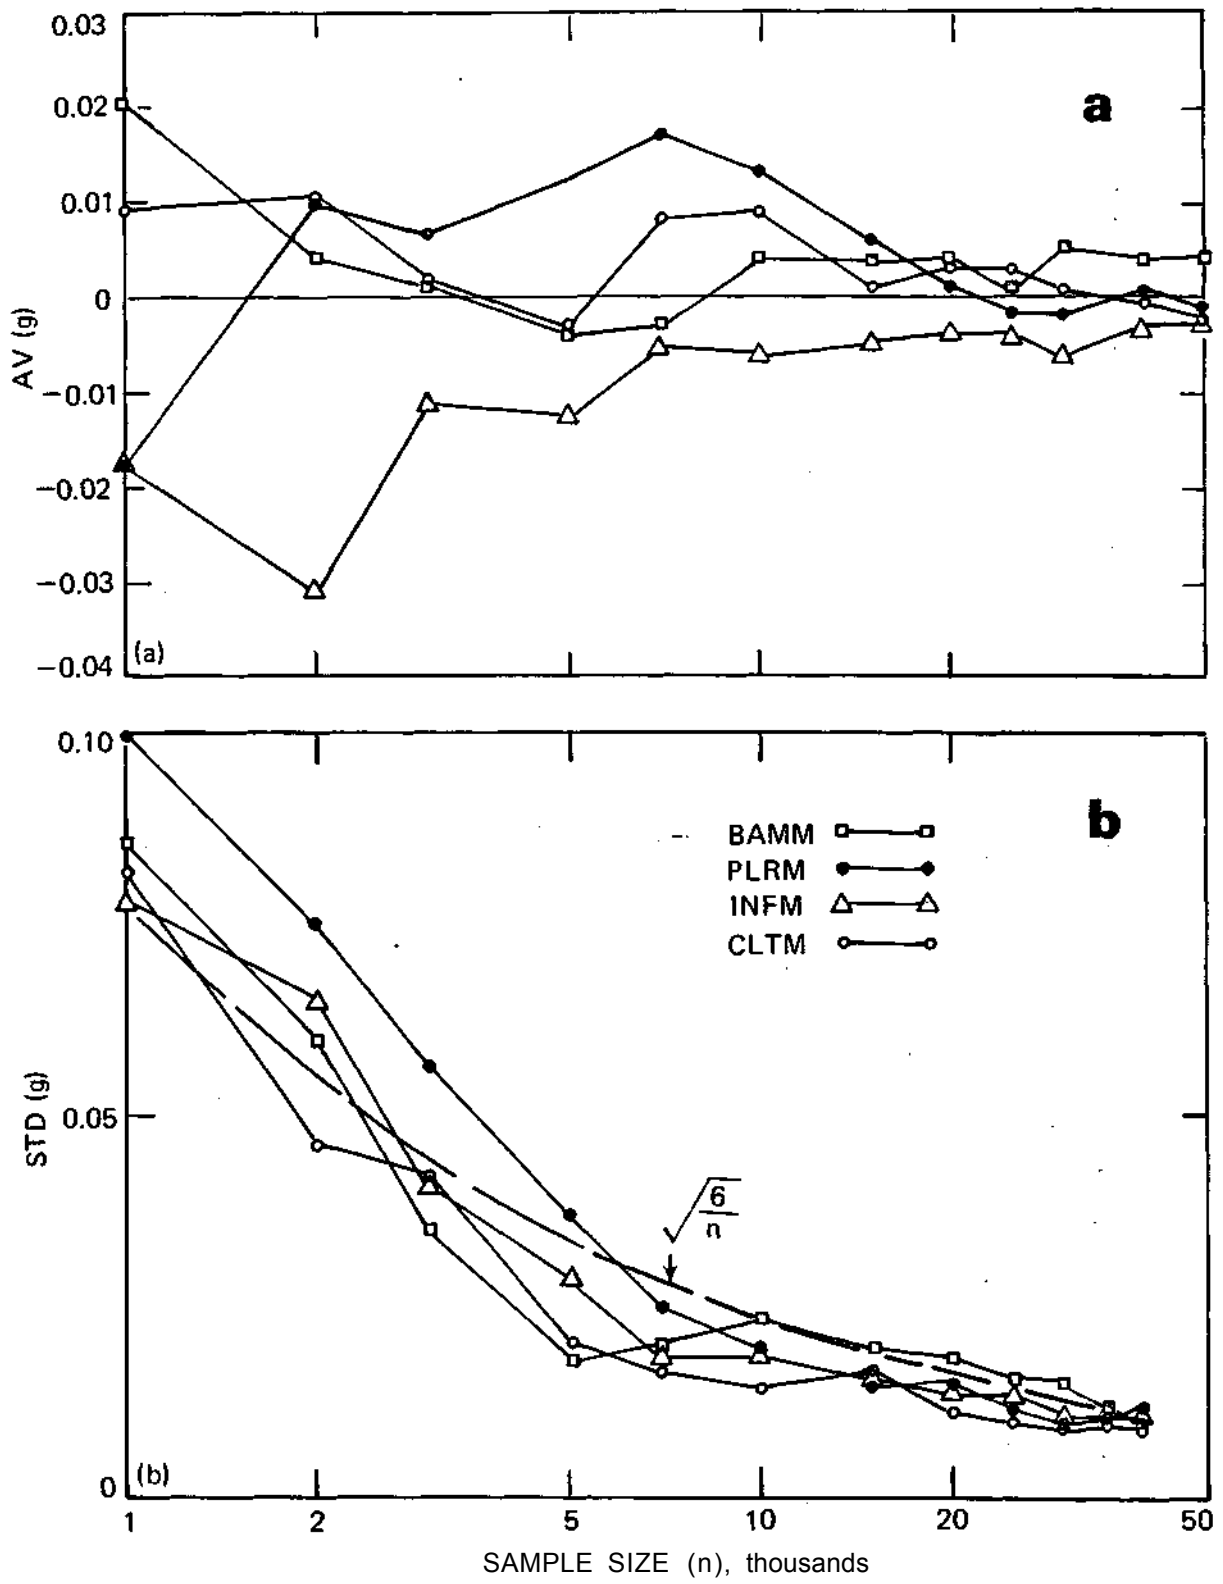 0.03
0.02
0.01
0
−0.01
−0.02
−0.03
−0.04
AV (g)
a
(a)
0.10
0.05
0
STD (g)
b
BAMM
PLRM
INFM
CLTM
√6/n
(b)
1 2 5 10 20 50
SAMPLE SIZE (n), thousands